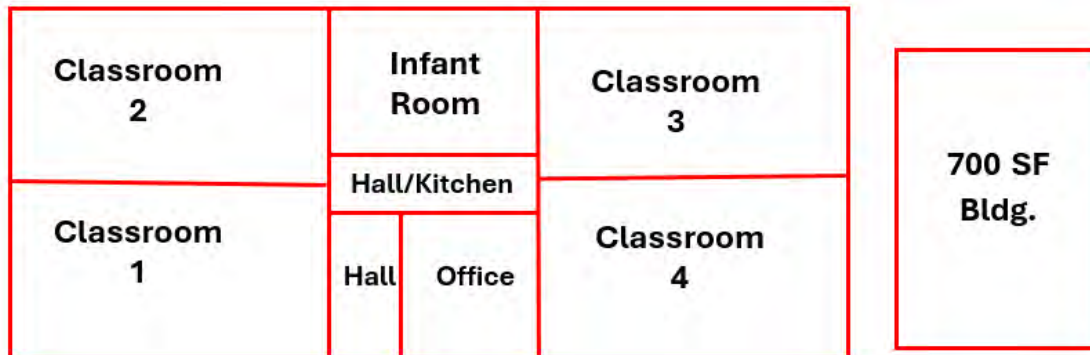 Classroom
2
Infant
Room
Classroom
3
700 SF
Bldg.
Hall/Kitchen
Classroom
1
Hall
Office
Classroom
4